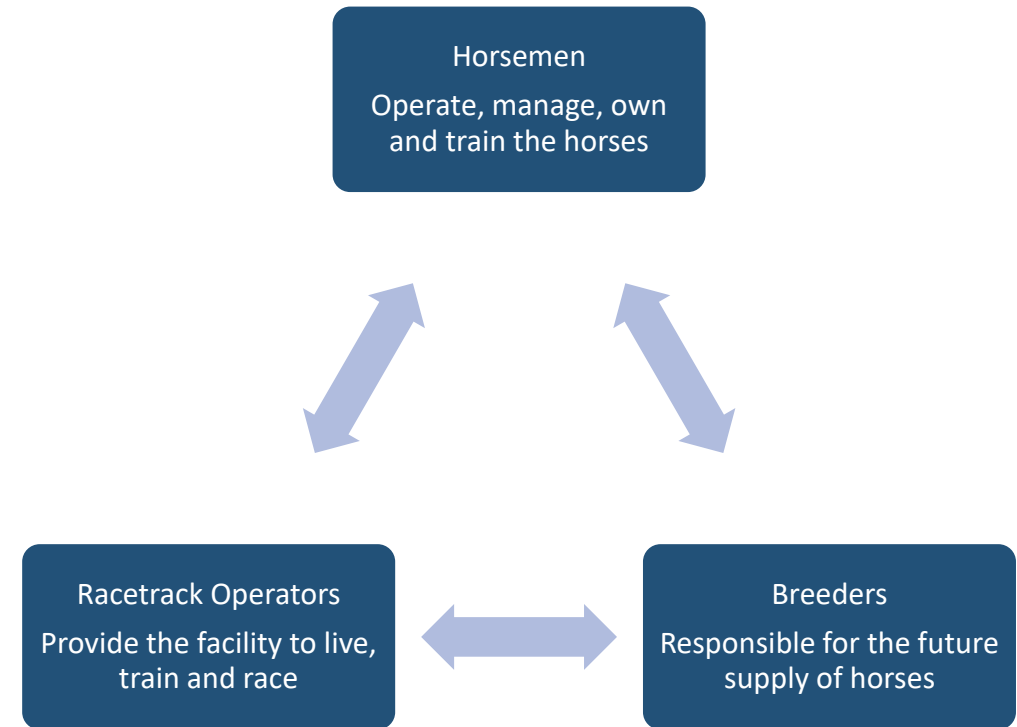 Horsemen
Operate, manage, own
and train the horses
Racetrack Operators
Provide the facility to live,
train and race
Breeders
Responsible for the future
supply of horses